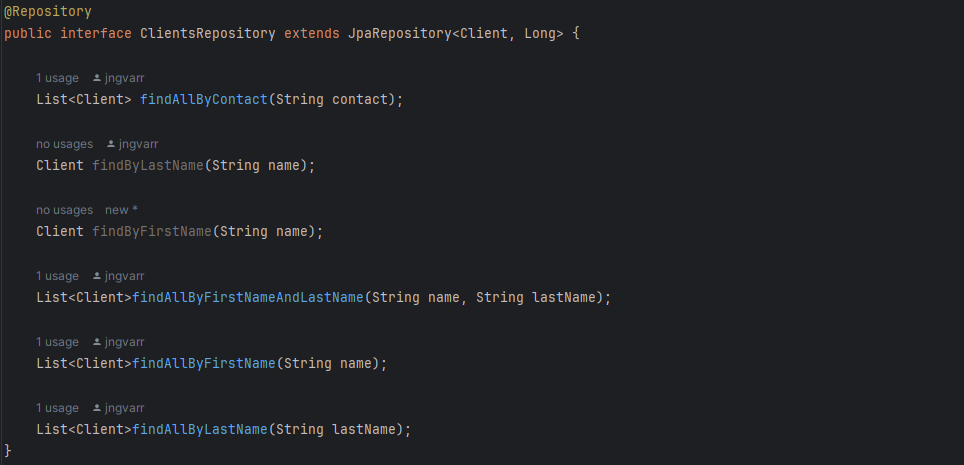 @Repository
public interface ClientsRepository extends JpaRepository<Client, Long> {
1 usage jngvarr
List<Client> findAllByContact(String contact);
no usages jngvarr
Client findByLastName(String name);
no usages new *
Client findByFirstName(String name);
1 usage jngvarr
List<Client>findAllByFirstNameAndLastName(String name, String lastName);
1 usage jngvarr
List<Client>findAllByFirstName(String name);
1 usage jngvarr
List<Client>findAllByLastName(String lastName);
}